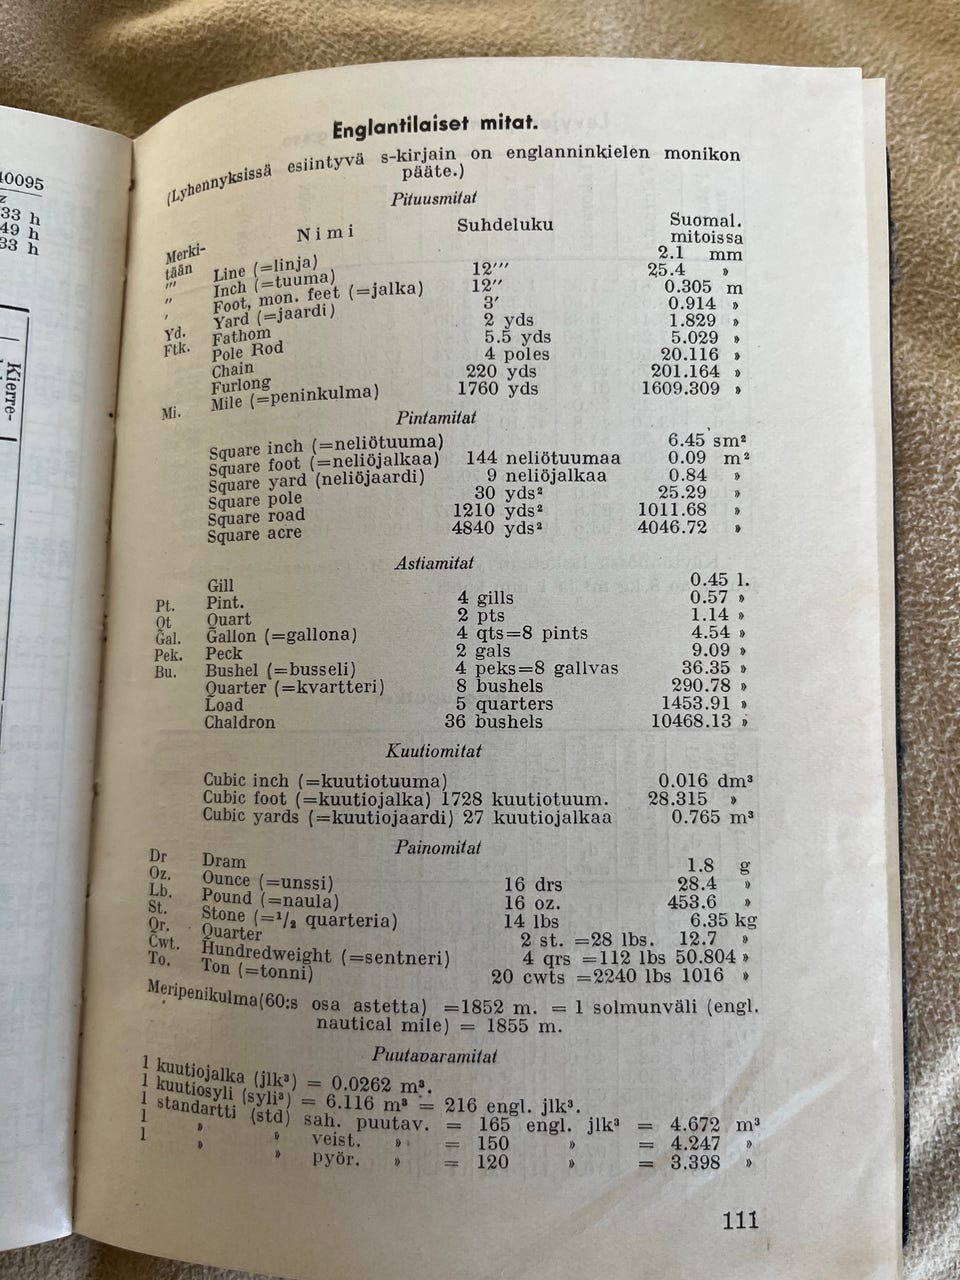 10095
z
33 h
49 h
33 h
Kierre-
Englantilaiset mitat.
(Lyhennyksissä esiintyvä s-kirjain on englanninkielen monikon
pääte.)
Pituusmitat
Merki-
tään Nimi Suhdeluku Suomal.
mitoissa
''' Line (=linja) 2.1 mm
" Inch (=tuuma) 12''' 25.4 »
' Foot, mon. feet (=jalka) 12" 0.305 m
Yd. Yard (=jaardi) 3' 0.914 »
Ftk. Fathom 2 yds 1.829 »
Pole Rod 5.5 yds 5.029 »
Chain 4 poles 20.116 »
Furlong 220 yds 201.164 »
Mi. Mile (=peninkulma) 1760 yds 1609.309 »
Pintamitat
Square inch (=neliötuuma) 6.45 sm²
Square foot (=neliöjalkaa) 144 neliötuumaa 0.09 m²
Square yard (neliöjaardi) 9 neliöjalkaa 0.84 »
Square pole 30 yds² 25.29 »
Square road 1210 yds² 1011.68 »
Square acre 4840 yds² 4046.72 »
Astiamitat
Gill 0.45 l.
Pt. Pint. 4 gills 0.57 »
Qt Quart 2 pts 1.14 »
Gal. Gallon (=gallona) 4 qts=8 pints 4.54 »
Pek. Peck 2 gals 9.09 »
Bu. Bushel (=busseli) 4 peks=8 gallvas 36.35 »
Quarter (=kvartteri) 8 bushels 290.78 »
Load 5 quarters 1453.91 »
Chaldron 36 bushels 10468.13 »
Kuutiomitat
Cubic inch (=kuutiotuuma) 0.016 dm³
Cubic foot (=kuutiojalka) 1728 kuutiotuum. 28.315 »
Cubic yards (=kuutiojaardi) 27 kuutiojalkaa 0.765 m³
Painomitat
Dr Dram 1.8 g
Oz. Ounce (=unssi) 16 drs 28.4 »
Lb. Pound (=naula) 16 oz. 453.6 »
St. Stone (=¹/₂ quarteria) 14 lbs 6.35 kg
Qr. Quarter 2 st. =28 lbs. 12.7 »
Cwt. Hundredweight (=sentneri) 4 qrs =112 lbs 50.804 »
To. Ton (=tonni) 20 cwts =2240 lbs 1016 »
Meripenikulma(60:s osa astetta) =1852 m. = 1 solmunväli (engl.
nautical mile) = 1855 m.
Puutavaramitat
1 kuutiojalka (jlk³) = 0.0262 m³.
1 kuutiosyli (syli³) = 6.116 m³ = 216 engl. jlk³.
1 standartti (std) sah. puutav. = 165 engl. jlk³ = 4.672 m³
1 » » veist. » = 150 » = 4.247 »
1 » » pyör. » = 120 » = 3.398 »
111